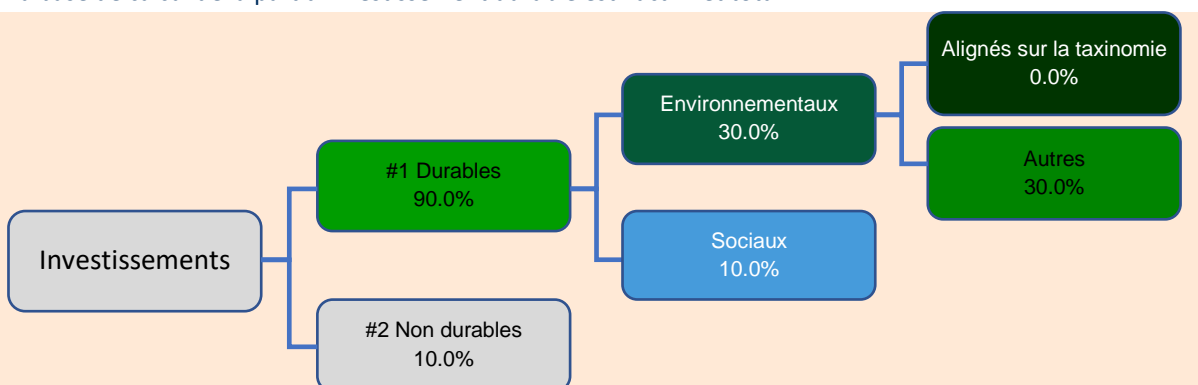 Alignés sur la taxinomie
0.0%
Environnementaux
30.0%
#1 Durables
90.0%
Autres
30.0%
Investissements
Sociaux
10.0%
#2 Non durables
10.0%